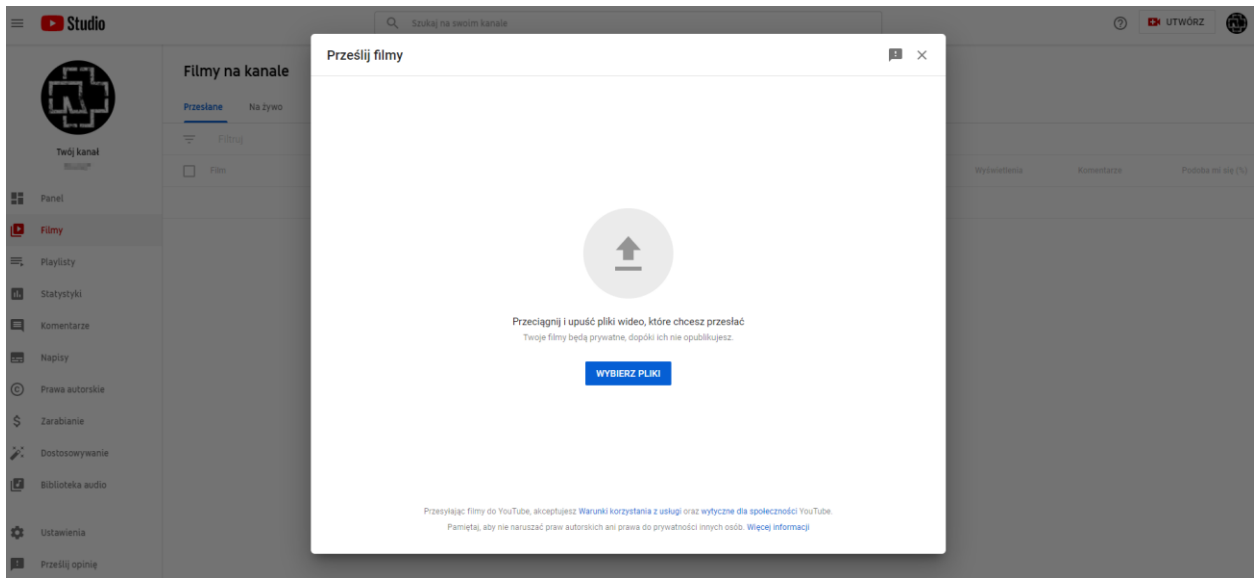 Studio
Szukaj na swoim kanale
UTWÓRZ
Twój kanał
Panel
Filmy
Playlisty
Statystyki
Komentarze
Napisy
Prawa autorskie
Zarabianie
Dostosowywanie
Biblioteka audio
Ustawienia
Prześlij opinię
Filmy na kanale
Przesłane Na żywo
Filtruj
Film
Wyświetlenia Komentarze Podoba mi się (%)
Prześlij filmy
Przeciągnij i upuść pliki wideo, które chcesz przesłać
Twoje filmy będą prywatne, dopóki ich nie opublikujesz.
WYBIERZ PLIKI
Przesyłając filmy do YouTube, akceptujesz Warunki korzystania z usługi oraz wytyczne dla społeczności YouTube.
Pamiętaj, aby nie naruszać praw autorskich ani prawa do prywatności innych osób. Więcej informacji